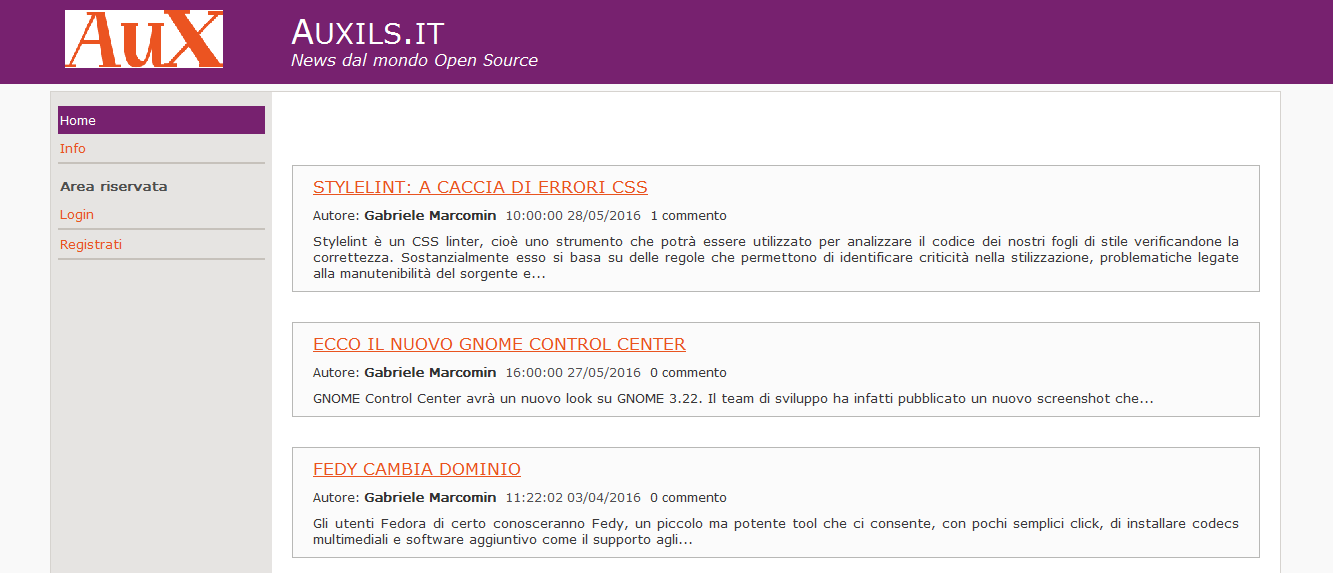 AuX
AUXILS.IT
News dal mondo Open Source
Home
Info
Area riservata
Login
Registrati
STYLELINT: A CACCIA DI ERRORI CSS
Autore: Gabriele Marcomin 10:00:00 28/05/2016 1 commento
Stylelint è un CSS linter, cioè uno strumento che potrà essere utilizzato per analizzare il codice dei nostri fogli di stile verificandone la
correttezza. Sostanzialmente esso si basa su delle regole che permettono di identificare criticità nella stilizzazione, problematiche legate
alla manutenibilità del sorgente e...
ECCO IL NUOVO GNOME CONTROL CENTER
Autore: Gabriele Marcomin 16:00:00 27/05/2016 0 commento
GNOME Control Center avrà un nuovo look su GNOME 3.22. Il team di sviluppo ha infatti pubblicato un nuovo screenshot che...
FEDY CAMBIA DOMINIO
Autore: Gabriele Marcomin 11:22:02 03/04/2016 0 commento
Gli utenti Fedora di certo conosceranno Fedy, un piccolo ma potente tool che ci consente, con pochi semplici click, di installare codecs
multimediali e software aggiuntivo come il supporto agli...